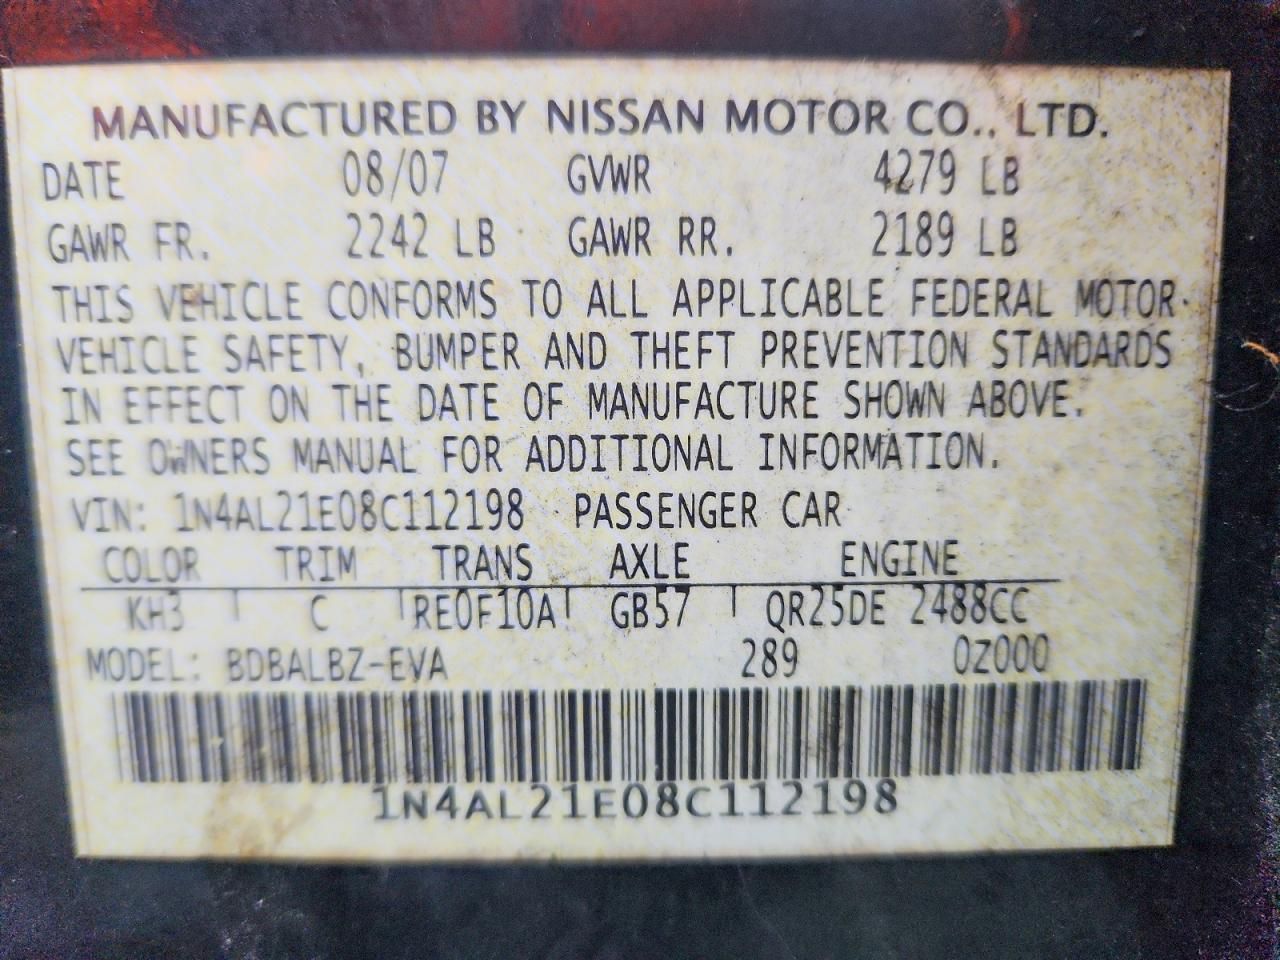 MANUFACTURED BY NISSAN MOTOR CO., LTD.
DATE 08/07 GVWR 4279 LB
GAWR FR. 2242 LB GAWR RR. 2189 LB
THIS VEHICLE CONFORMS TO ALL APPLICABLE FEDERAL MOTOR
VEHICLE SAFETY, BUMPER AND THEFT PREVENTION STANDARDS
IN EFFECT ON THE DATE OF MANUFACTURE SHOWN ABOVE.
SEE OWNERS MANUAL FOR ADDITIONAL INFORMATION.
VIN: 1N4AL21E08C112198 PASSENGER CAR
COLOR TRIM TRANS AXLE ENGINE
KH3 C RE0F10A GB57 QR25DE 2488CC
MODEL: BDBALBZ-EVA 289 0Z000
1N4AL21E08C112198